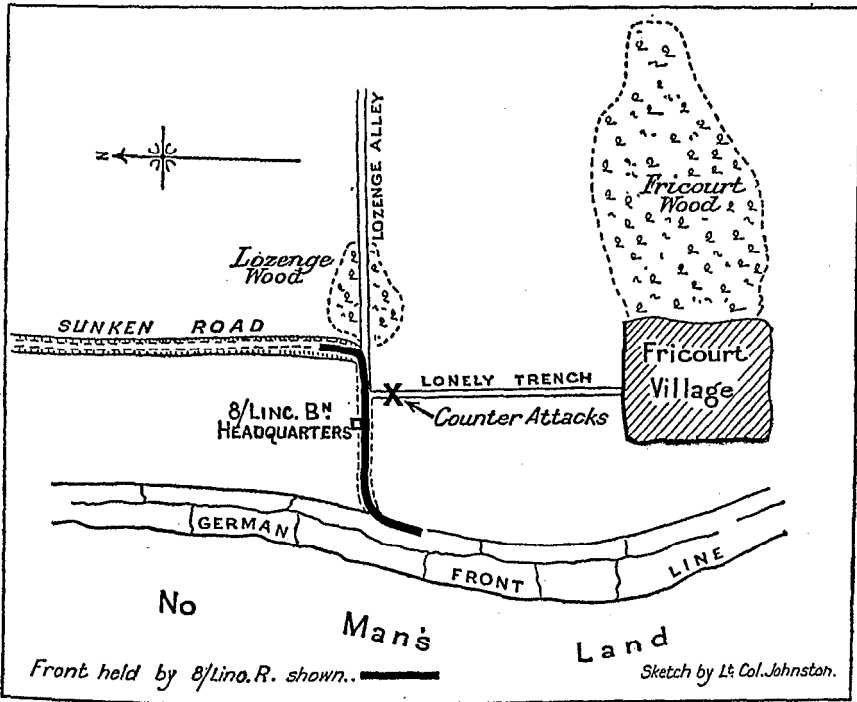 N
LOZENGE ALLEY
Fricourt
Wood
Lozenge
Wood
SUNKEN ROAD
Fricourt
Village
LONELY TRENCH
X
Counter Attacks
8/LINC. BN
HEADQUARTERS
GERMAN FRONT LINE
No Man's Land
Front held by 8/Linc. R. shown..
Sketch by Lt. Col. Johnston.